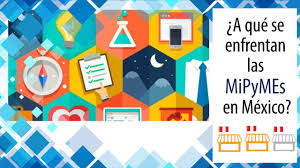 ¿A qué se
enfrentan
las
MiPyMEs
en México?